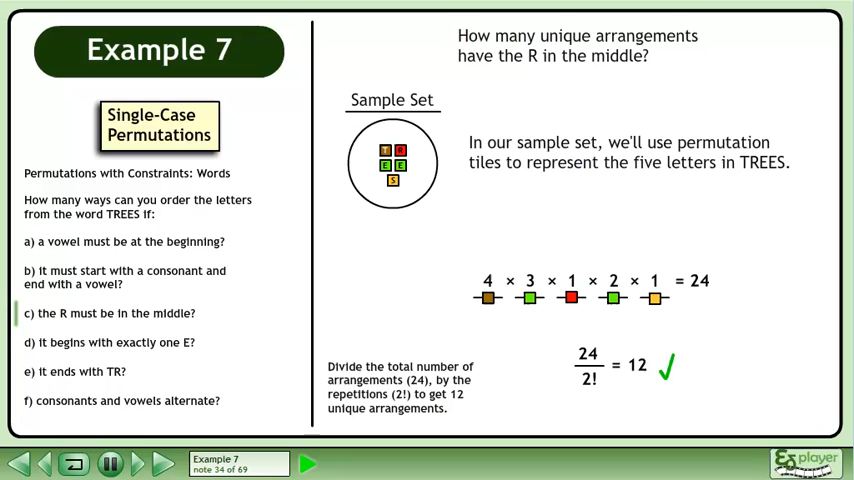 Example 7
Single-Case
Permutations
Permutations with Constraints: Words
How many ways can you order the letters
from the word TREES if:
a) a vowel must be at the beginning?
b) it must start with a consonant and
end with a vowel?
c) the R must be in the middle?
d) it begins with exactly one E?
e) it ends with TR?
f) consonants and vowels alternate?
How many unique arrangements
have the R in the middle?
Sample Set
T R
E E
S
In our sample set, we'll use permutation
tiles to represent the five letters in TREES.
4 × 3 × 1 × 2 × 1 = 24
24
2!
= 12
Divide the total number of
arrangements (24), by the
repetitions (2!) to get 12
unique arrangements.
Example 7
note 34 of 69
player